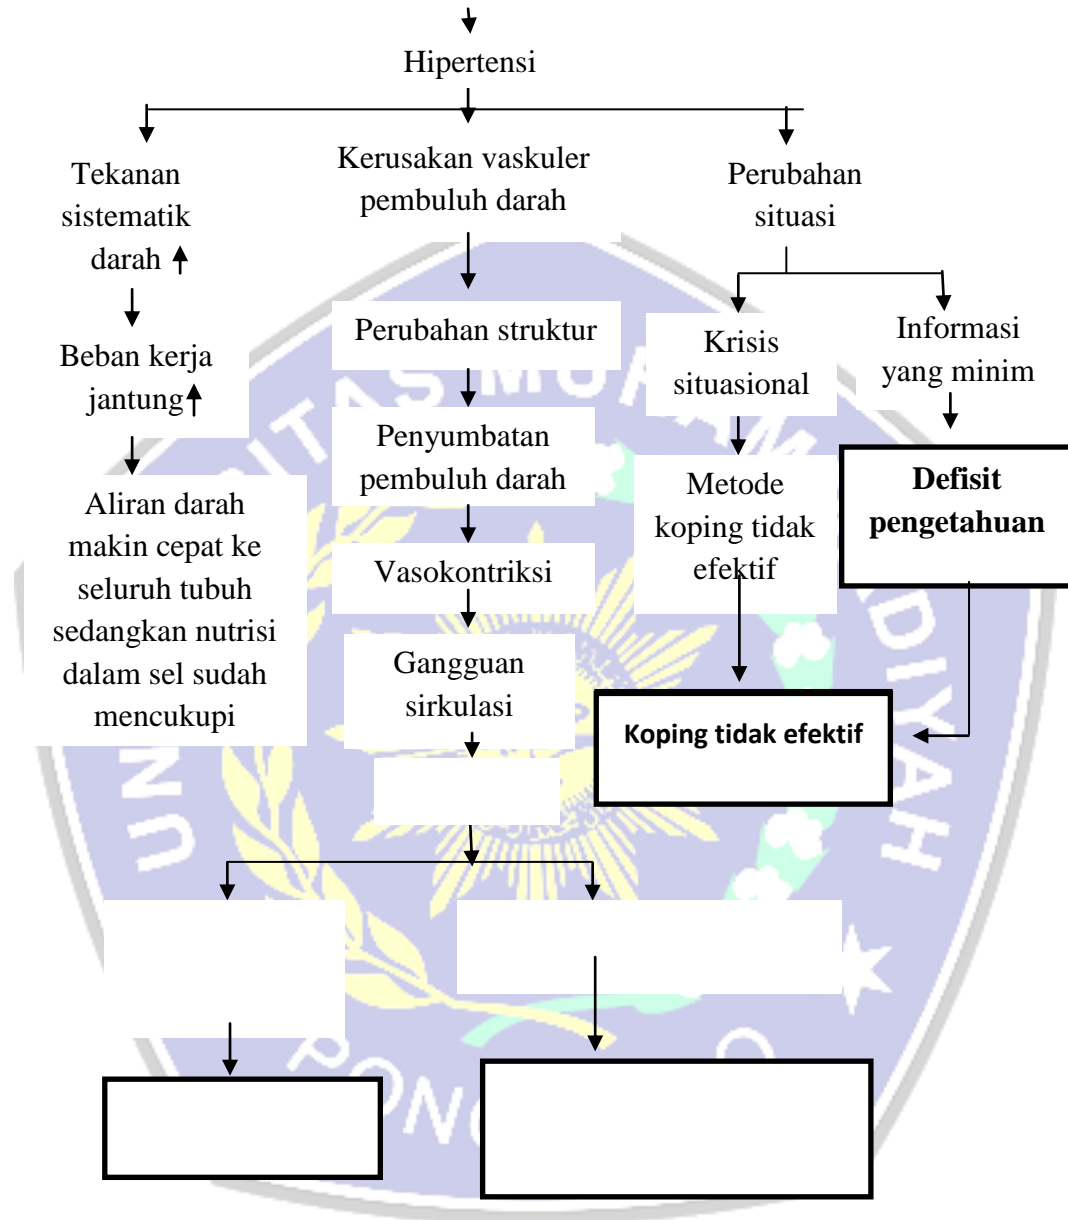 Hipertensi
Tekanan
sistematik
darah
Kerusakan vaskuler
pembuluh darah
Perubahan
situasi
Beban kerja
jantung
Perubahan struktur
Krisis
situasional
Informasi
yang minim
Penyumbatan
pembuluh darah
Metode
koping tidak
efektif
Defisit
pengetahuan
Aliran darah
makin cepat ke
seluruh tubuh
sedangkan nutrisi
dalam sel sudah
mencukupi
Vasokontriksi
Gangguan
sirkulasi
Koping tidak efektif